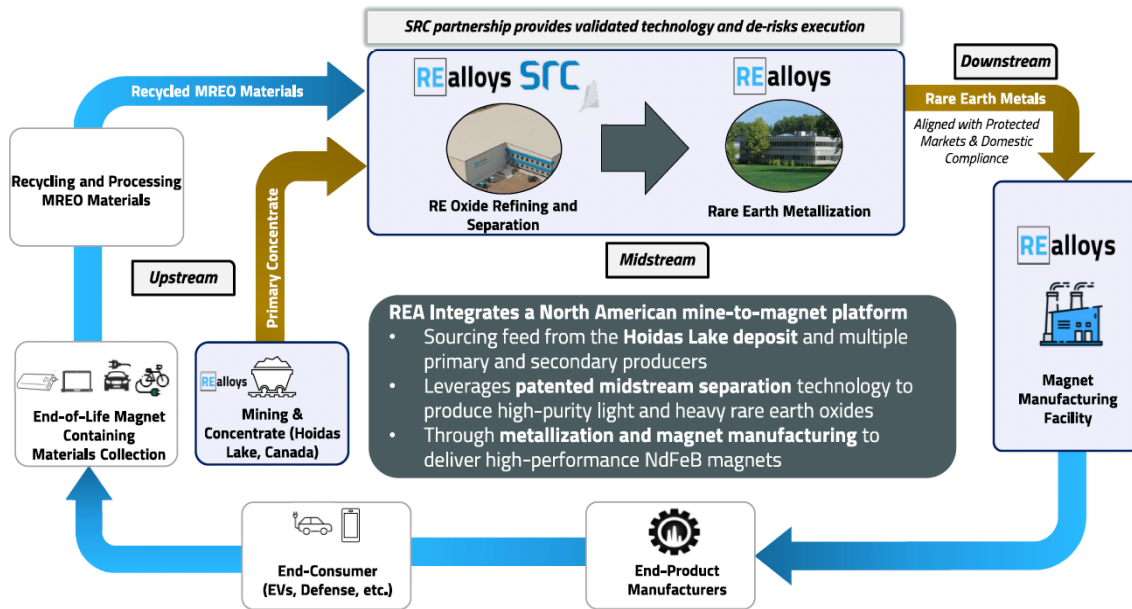 SRC partnership provides validated technology and de-risks execution
REalloys src
REalloys
RE Oxide Refining and
Separation
Rare Earth Metallization
Downstream
Rare Earth Metals
Aligned with Protected
Markets & Domestic
Compliance
Recycled MREO Materials
Recycling and Processing
MREO Materials
Upstream
Primary Concentrate
Midstream
REalloys
Magnet
Manufacturing
Facility
REA Integrates a North American mine-to-magnet platform
• Sourcing feed from the Hoidas Lake deposit and multiple
primary and secondary producers
• Leverages patented midstream separation technology to
produce high-purity light and heavy rare earth oxides
• Through metallization and magnet manufacturing to
deliver high-performance NdFeB magnets
End-of-Life Magnet
Containing
Materials Collection
REalloys
Mining &
Concentrate (Hoidas
Lake, Canada)
End-Consumer
(EVs, Defense, etc.)
End-Product
Manufacturers